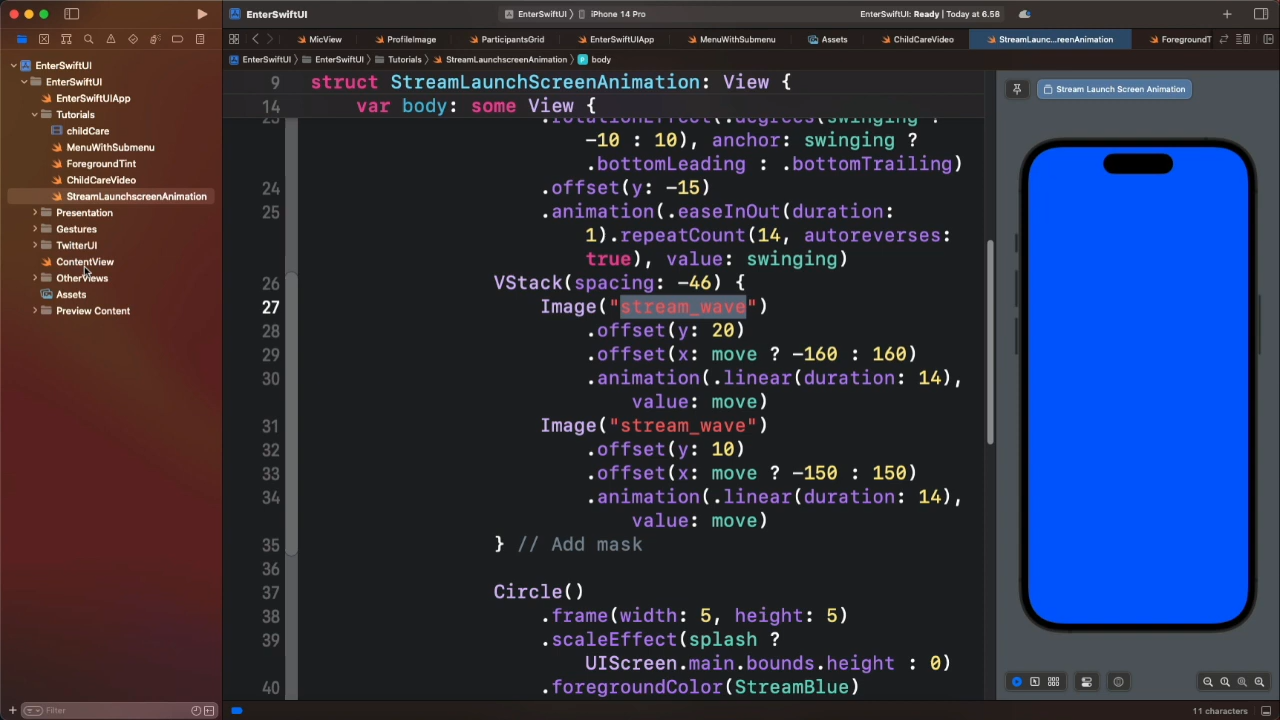 EnterSwiftUI
EnterSwiftUI
iPhone 14 Pro
EnterSwiftUI: Ready | Today at 6.58
MicView
ProfileImage
ParticipantsGrid
EnterSwiftUIApp
MenuWithSubmenu
Assets
ChildCareVideo
StreamLaunc...reenAnimation
ForegroundT
EnterSwiftUI
EnterSwiftUI
Tutorials
StreamLaunchscreenAnimation
body
EnterSwiftUI
EnterSwiftUI
EnterSwiftUIApp
Tutorials
childCare
MenuWithSubmenu
ForegroundTint
ChildCareVideo
StreamLaunchscreenAnimation
Presentation
Gestures
TwitterUI
ContentView
OtherViews
Assets
Preview Content
Filter
9 struct StreamLaunchScreenAnimation: View {
14 var body: some View {
23 .rotationEffect(.degrees(swinging ?
-10 : 10), anchor: swinging ?
.bottomLeading : .bottomTrailing)
24 .offset(y: -15)
25 .animation(.easeInOut(duration:
1).repeatCount(14, autoreverses:
true), value: swinging)
26 VStack(spacing: -46) {
27 Image("stream_wave")
28 .offset(y: 20)
29 .offset(x: move ? -160 : 160)
30 .animation(.linear(duration: 14),
value: move)
31 Image("stream_wave")
32 .offset(y: 10)
33 .offset(x: move ? -150 : 150)
34 .animation(.linear(duration: 14),
value: move)
35 } // Add mask
36
37 Circle()
38 .frame(width: 5, height: 5)
39 .scaleEffect(splash ?
UIScreen.main.bounds.height : 0)
40 .foregroundColor(StreamBlue)
Stream Launch Screen Animation
11 characters